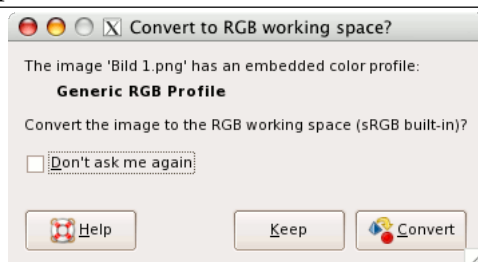 Convert to RGB working space?
The image 'Bild 1.png' has an embedded color profile:
Generic RGB Profile
Convert the image to the RGB working space (sRGB built-in)?
Don't ask me again
Help Keep Convert